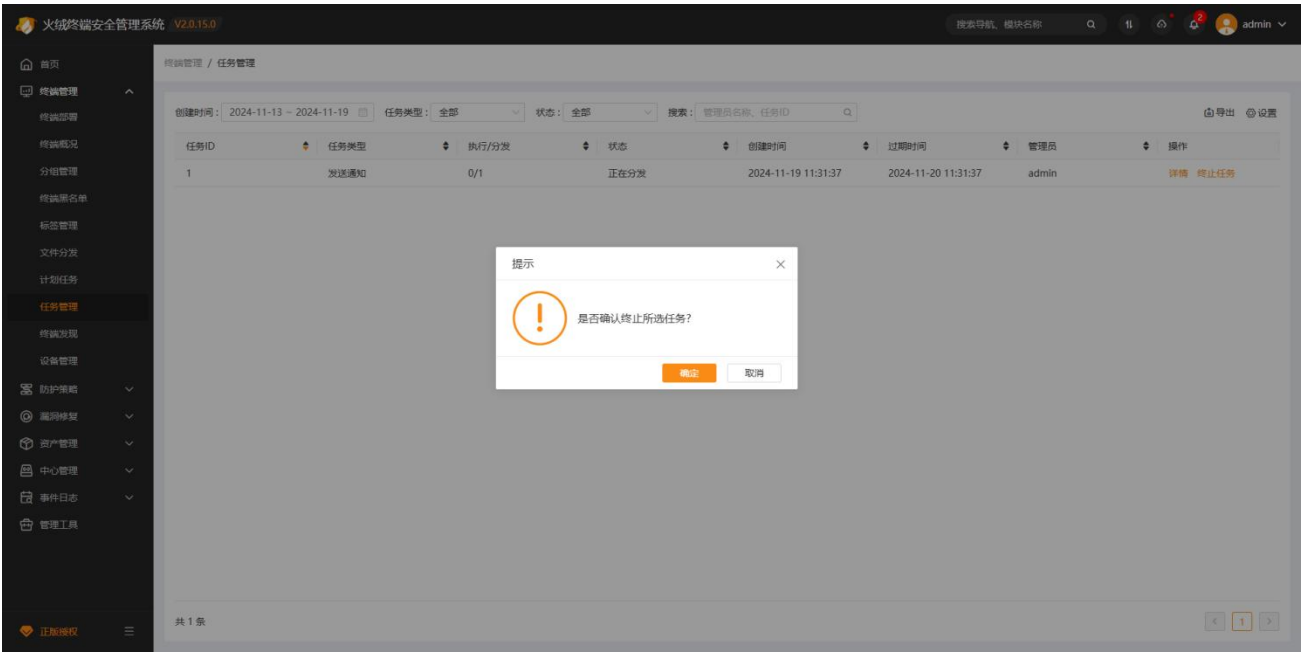 火绒终端安全管理系统 V2.0.15.0
搜索导航、模块名称
2
admin
首页
终端管理
终端部署
终端概况
分组管理
终端黑名单
标签管理
文件分发
计划任务
任务管理
终端发现
设备管理
防护策略
漏洞修复
资产管理
中心管理
事件日志
管理工具
正版授权
终端管理 / 任务管理
创建时间: 2024-11-13 ~ 2024-11-19 任务类型: 全部 状态: 全部 搜索: 管理员名称、任务ID 导出 设置
任务ID 任务类型 执行/分发 状态 创建时间 过期时间 管理员 操作
1 发送通知 0/1 正在分发 2024-11-19 11:31:37 2024-11-20 11:31:37 admin 详情 终止任务
提示
是否确认终止所选任务?
确定 取消
共 1 条
< 1 >